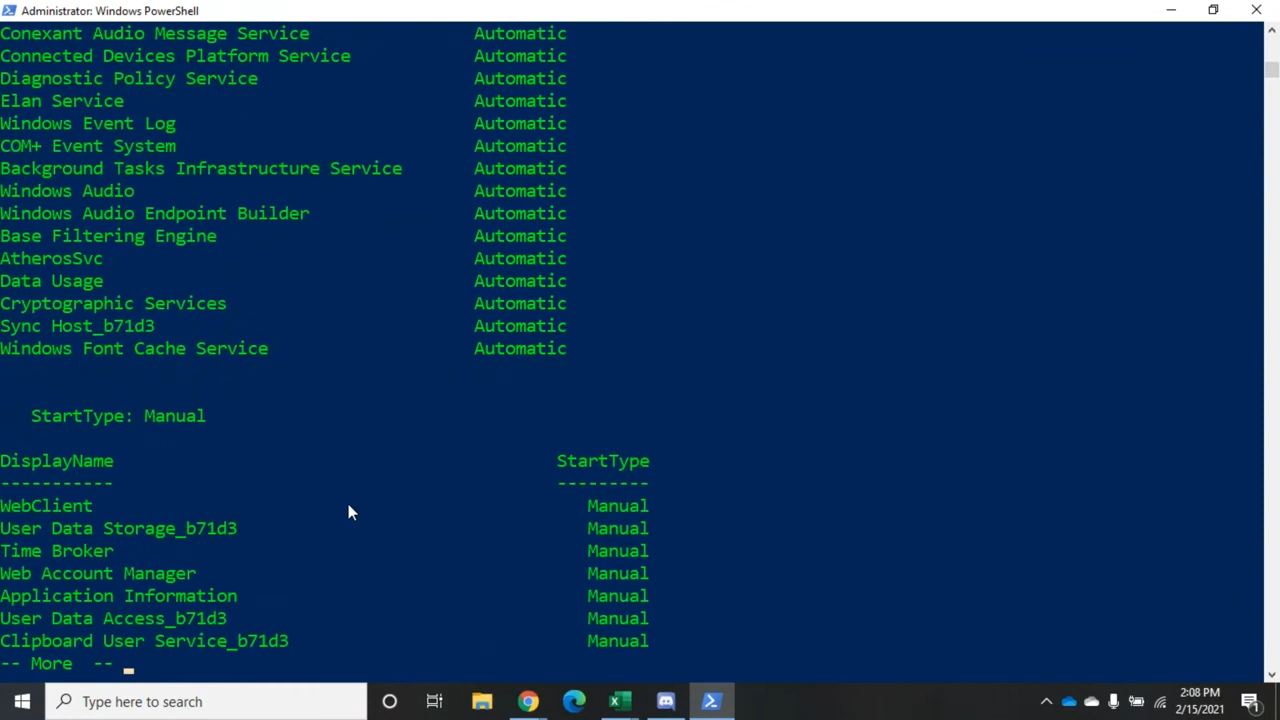 Administrator: Windows PowerShell
Conexant Audio Message Service Automatic
Connected Devices Platform Service Automatic
Diagnostic Policy Service Automatic
Elan Service Automatic
Windows Event Log Automatic
COM+ Event System Automatic
Background Tasks Infrastructure Service Automatic
Windows Audio Automatic
Windows Audio Endpoint Builder Automatic
Base Filtering Engine Automatic
AtherosSvc Automatic
Data Usage Automatic
Cryptographic Services Automatic
Sync Host_b71d3 Automatic
Windows Font Cache Service Automatic
StartType: Manual
DisplayName StartType
----------- ---------
WebClient Manual
User Data Storage_b71d3 Manual
Time Broker Manual
Web Account Manager Manual
Application Information Manual
User Data Access_b71d3 Manual
Clipboard User Service_b71d3 Manual
-- More --
Type here to search
2:08 PM
2/15/2021
1